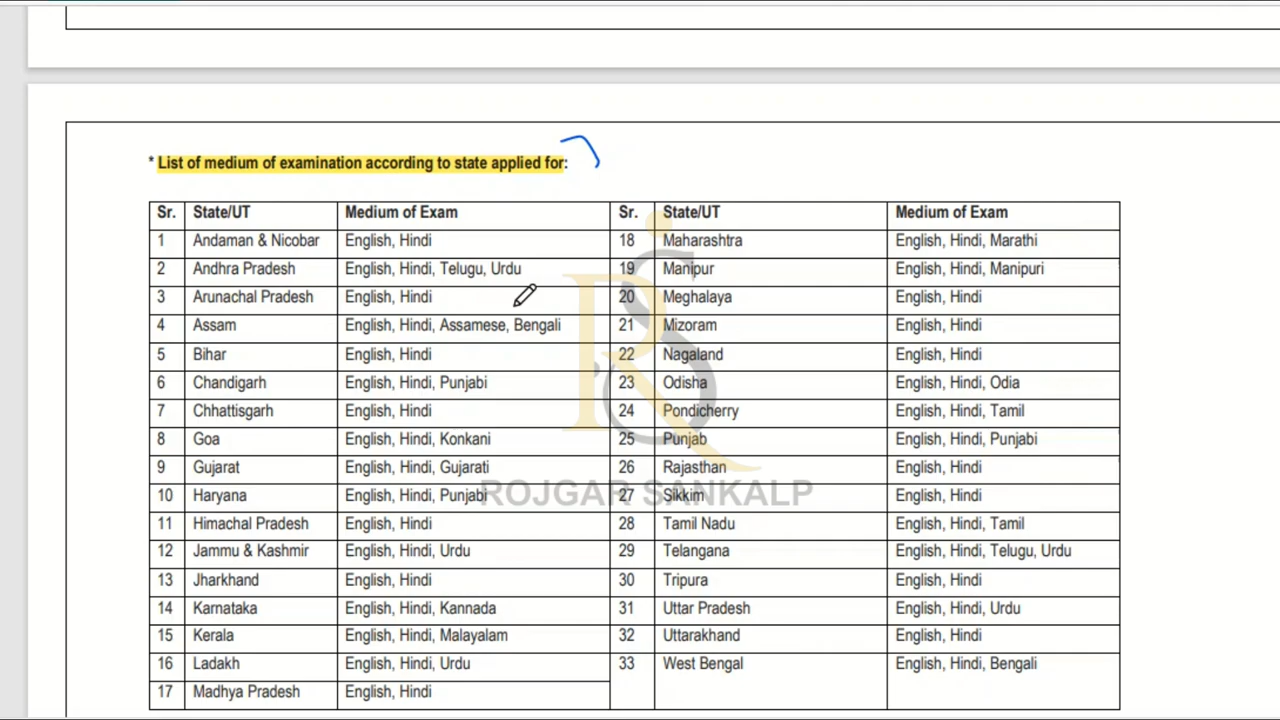 * List of medium of examination according to state applied for:
Sr. State/UT Medium of Exam Sr. State/UT Medium of Exam
1 Andaman & Nicobar English, Hindi 18 Maharashtra English, Hindi, Marathi
2 Andhra Pradesh English, Hindi, Telugu, Urdu 19 Manipur English, Hindi, Manipuri
3 Arunachal Pradesh English, Hindi 20 Meghalaya English, Hindi
4 Assam English, Hindi, Assamese, Bengali 21 Mizoram English, Hindi
5 Bihar English, Hindi 22 Nagaland English, Hindi
6 Chandigarh English, Hindi, Punjabi 23 Odisha English, Hindi, Odia
7 Chhattisgarh English, Hindi 24 Pondicherry English, Hindi, Tamil
8 Goa English, Hindi, Konkani 25 Punjab English, Hindi, Punjabi
9 Gujarat English, Hindi, Gujarati 26 Rajasthan English, Hindi
10 Haryana English, Hindi, Punjabi 27 Sikkim English, Hindi
ROJGAR SANKALP
11 Himachal Pradesh English, Hindi 28 Tamil Nadu English, Hindi, Tamil
12 Jammu & Kashmir English, Hindi, Urdu 29 Telangana English, Hindi, Telugu, Urdu
13 Jharkhand English, Hindi 30 Tripura English, Hindi
14 Karnataka English, Hindi, Kannada 31 Uttar Pradesh English, Hindi, Urdu
15 Kerala English, Hindi, Malayalam 32 Uttarakhand English, Hindi
16 Ladakh English, Hindi, Urdu 33 West Bengal English, Hindi, Bengali
17 Madhya Pradesh English, Hindi